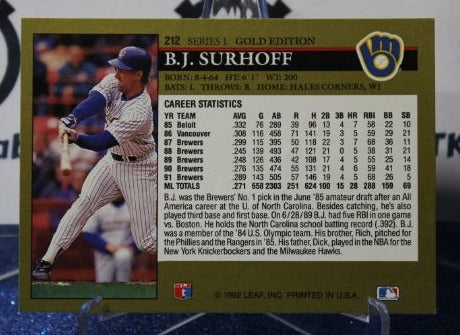 212 SERIES 1 GOLD EDITION
B.J. SURHOFF
BORN: 8-4-64 HT: 6'1" WT: 200
BATS: L THROWS: R HOME: HALES CORNERS, WI
CAREER STATISTICS
YR TEAM AVG G AB R H 2B 3B HR RBI BB SB
85 Beloit .332 76 289 39 96 13 4 7 58 22 10
86 Vancouver .308 116 458 71 141 19 3 5 59 29 21
87 Brewers .299 115 395 50 118 22 3 7 68 36 11
88 Brewers .245 139 493 47 121 21 0 5 38 31 21
89 Brewers .248 126 436 42 108 17 4 5 55 25 14
90 Brewers .276 135 474 55 131 21 4 6 59 41 18
91 Brewers .289 143 505 57 146 19 4 5 68 26 5
ML TOTALS .271 658 2303 251 624 100 15 28 288 159 69
B.J. was the Brewers' No. 1 pick in the June '85 amateur draft after an All
America career at the U. of North Carolina. Besides catching, he's also
played third base and first base. On 6/28/89 B.J. had five RBI in one game
vs. Boston. He holds the North Carolina school batting record (.392). B.J.
was a member of the '84 U.S. Olympic team. His brother, Rich, pitched for
the Phillies and the Rangers in '85. His father, Dick, played in the NBA for the
New York Knickerbockers and the Milwaukee Hawks.
© 1992 LEAF, INC. PRINTED IN U.S.A.